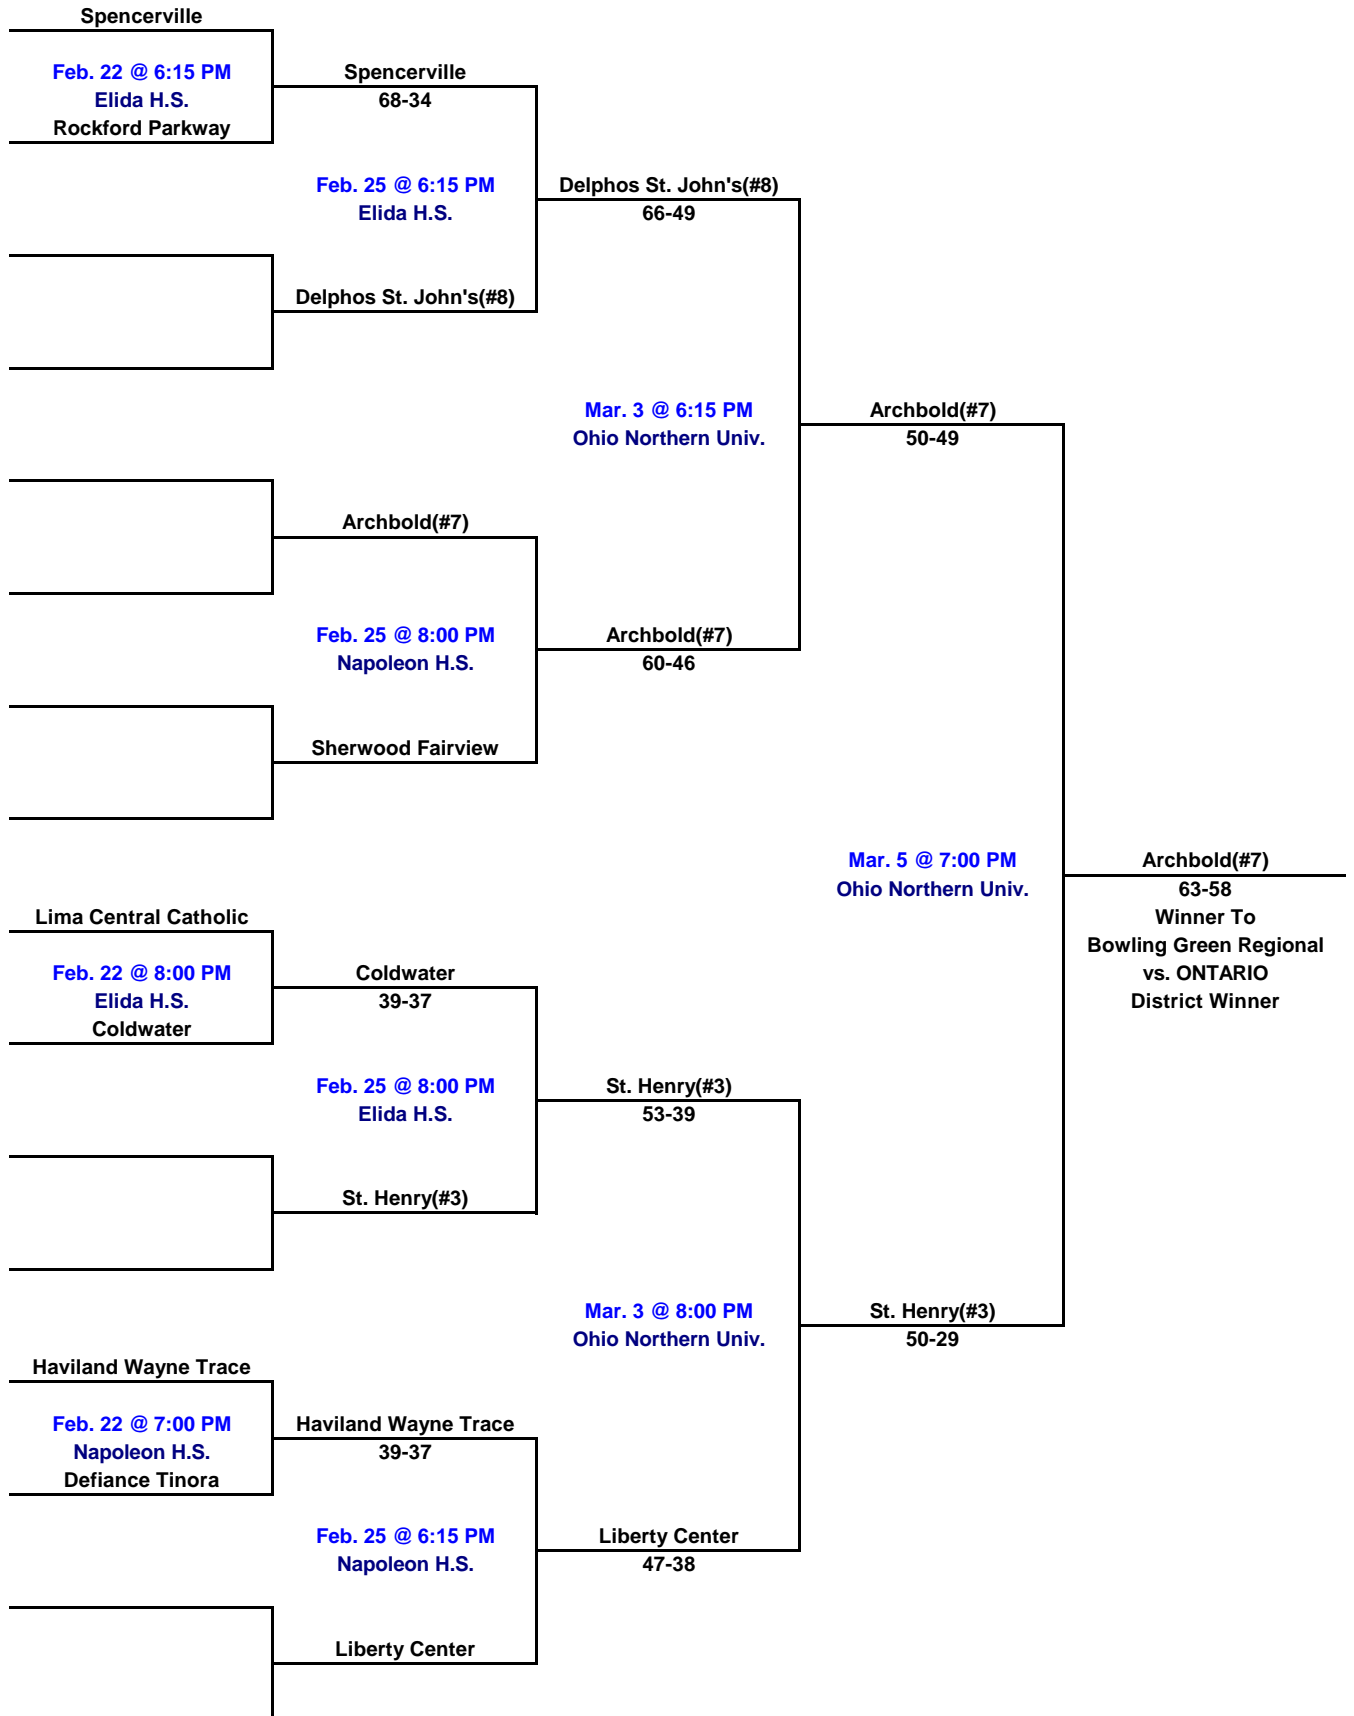 Spencerville
Feb. 22 @ 6:15 PM
Elida H.S.
Rockford Parkway
Spencerville
68-34
Feb. 25 @ 6:15 PM
Elida H.S.
Delphos St. John's(#8)
66-49
Delphos St. John's(#8)
Mar. 3 @ 6:15 PM
Ohio Northern Univ.
Archbold(#7)
50-49
Archbold(#7)
Feb. 25 @ 8:00 PM
Napoleon H.S.
Archbold(#7)
60-46
Sherwood Fairview
Mar. 5 @ 7:00 PM
Ohio Northern Univ.
Archbold(#7)
63-58
Winner To
Bowling Green Regional
vs. ONTARIO
District Winner
Lima Central Catholic
Feb. 22 @ 8:00 PM
Elida H.S.
Coldwater
Coldwater
39-37
Feb. 25 @ 8:00 PM
Elida H.S.
St. Henry(#3)
53-39
St. Henry(#3)
Mar. 3 @ 8:00 PM
Ohio Northern Univ.
St. Henry(#3)
50-29
Haviland Wayne Trace
Feb. 22 @ 7:00 PM
Napoleon H.S.
Defiance Tinora
Haviland Wayne Trace
39-37
Feb. 25 @ 6:15 PM
Napoleon H.S.
Liberty Center
47-38
Liberty Center